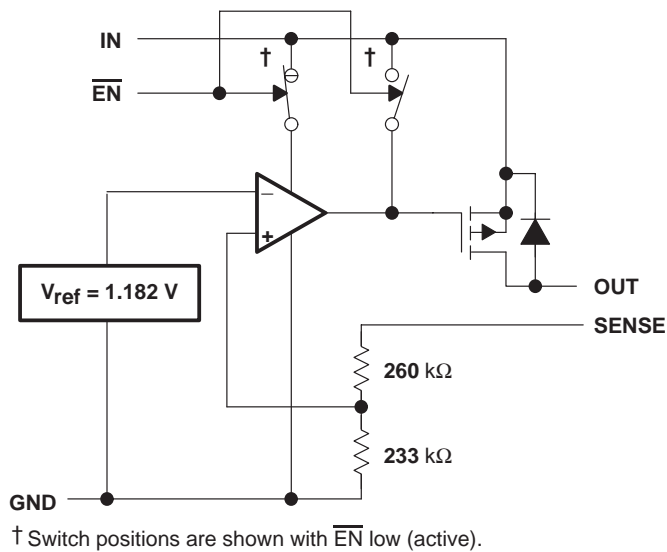 IN
†
†
EN
−
+
Vref = 1.182 V
OUT
SENSE
260 kΩ
233 kΩ
GND
† Switch positions are shown with EN low (active).